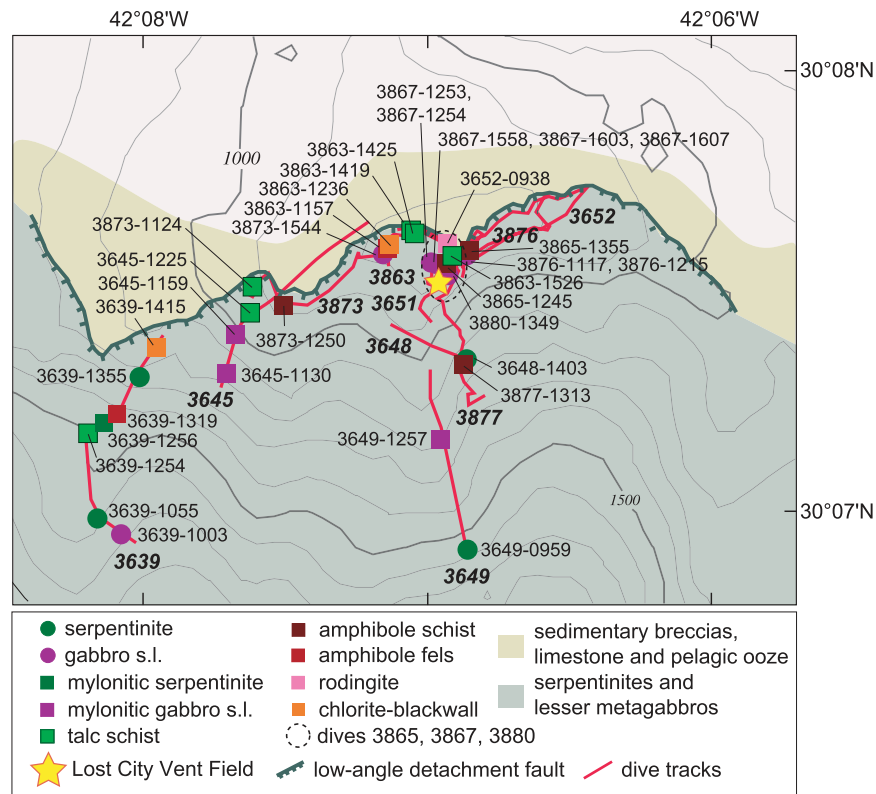 42°08'W
42°06'W
30°08'N
3867-1253,
3867-1254
3867-1558, 3867-1603, 3867-1607
1000
3863-1425
3863-1419
3652-0938
3863-1236
3863-1157
3652
3873-1124
3873-1544
3876
3865-1355
3645-1225
3876-1117, 3876-1215
3863
3863-1526
3645-1159
3873
3651
3865-1245
3639-1415
3880-1349
3873-1250
3648
3648-1403
3639-1355
3645-1130
3877-1313
3645
3877
3639-1319
3639-1256
3649-1257
3639-1254
1500
3639-1055
30°07'N
3639-1003
3649-0959
3639
3649
serpentinite
gabbro s.l.
mylonitic serpentinite
mylonitic gabbro s.l.
talc schist
amphibole schist
amphibole fels
rodingite
chlorite-blackwall
dives 3865, 3867, 3880
sedimentary breccias,
limestone and pelagic ooze
serpentinites and
lesser metagabbros
Lost City Vent Field
low-angle detachment fault
dive tracks